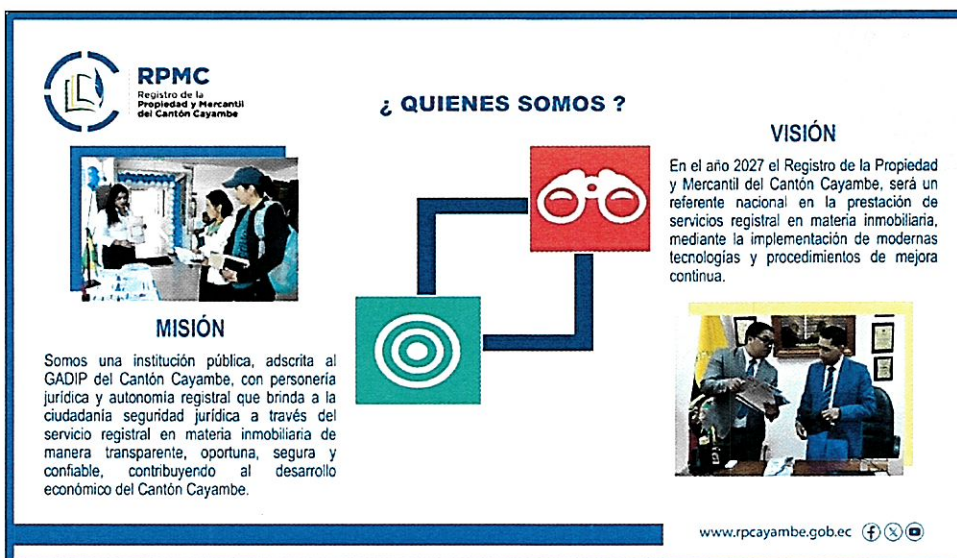 RPMC
Registro de la
Propiedad y Mercantil
del Cantón Cayambe
¿ QUIENES SOMOS ?
MISIÓN
Somos una institución pública, adscrita al
GADIP del Cantón Cayambe, con personería
jurídica y autonomía registral que brinda a la
ciudadanía seguridad jurídica a través del
servicio registral en materia inmobiliaria de
manera transparente, oportuna, segura y
confiable, contribuyendo al desarrollo
económico del Cantón Cayambe.
VISIÓN
En el año 2027 el Registro de la Propiedad
y Mercantil del Cantón Cayambe, será un
referente nacional en la prestación de
servicios registral en materia inmobiliaria,
mediante la implementación de modernas
tecnologías y procedimientos de mejora
continua.
www.rpcayambe.gob.ec